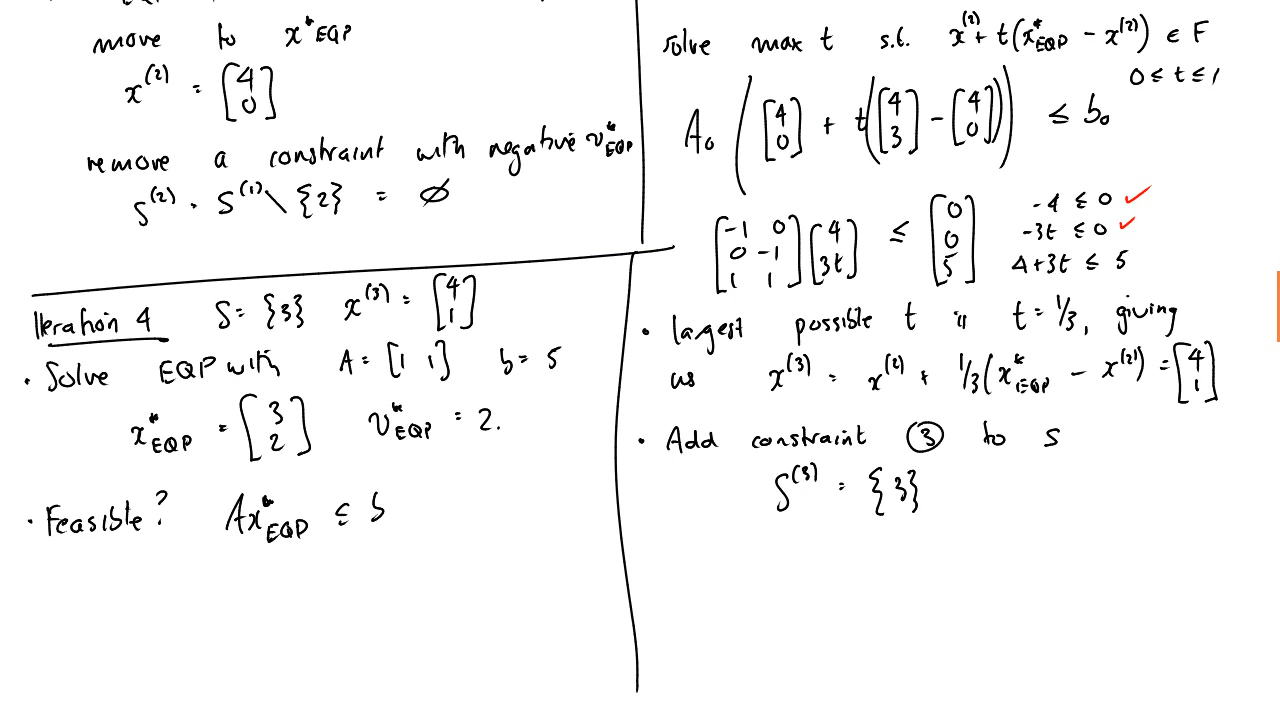 move to x*EQP
x⁽²⁾ = [4 0]
remove a constraint with negative v*EQP
S⁽²⁾ = S⁽¹⁾ \ {2} = ∅
Iteration 4 S = {3} x⁽³⁾ = [4 1]
• Solve EQP with A = [1 1] b = 5
x*EQP = [3 2] v*EQP = 2.
• Feasible? Ax*EQP ≤ b
solve max t s.t. x⁽²⁾ + t(x*EQP - x⁽²⁾) ∈ F
0 ≤ t ≤ 1
A₀ ([4 0] + t([4 3] - [4 0])) ≤ b₀
[-1 0; 0 -1; 1 1] [4 3t] ≤ [0 0 5]
-4 ≤ 0 ✓
-3t ≤ 0 ✓
4+3t ≤ 5
• largest possible t is t = 1/3, giving
us x⁽³⁾ = x⁽²⁾ + 1/3(x*EQP - x⁽²⁾) = [4 1]
• Add constraint ③ to S
S⁽³⁾ = {3}